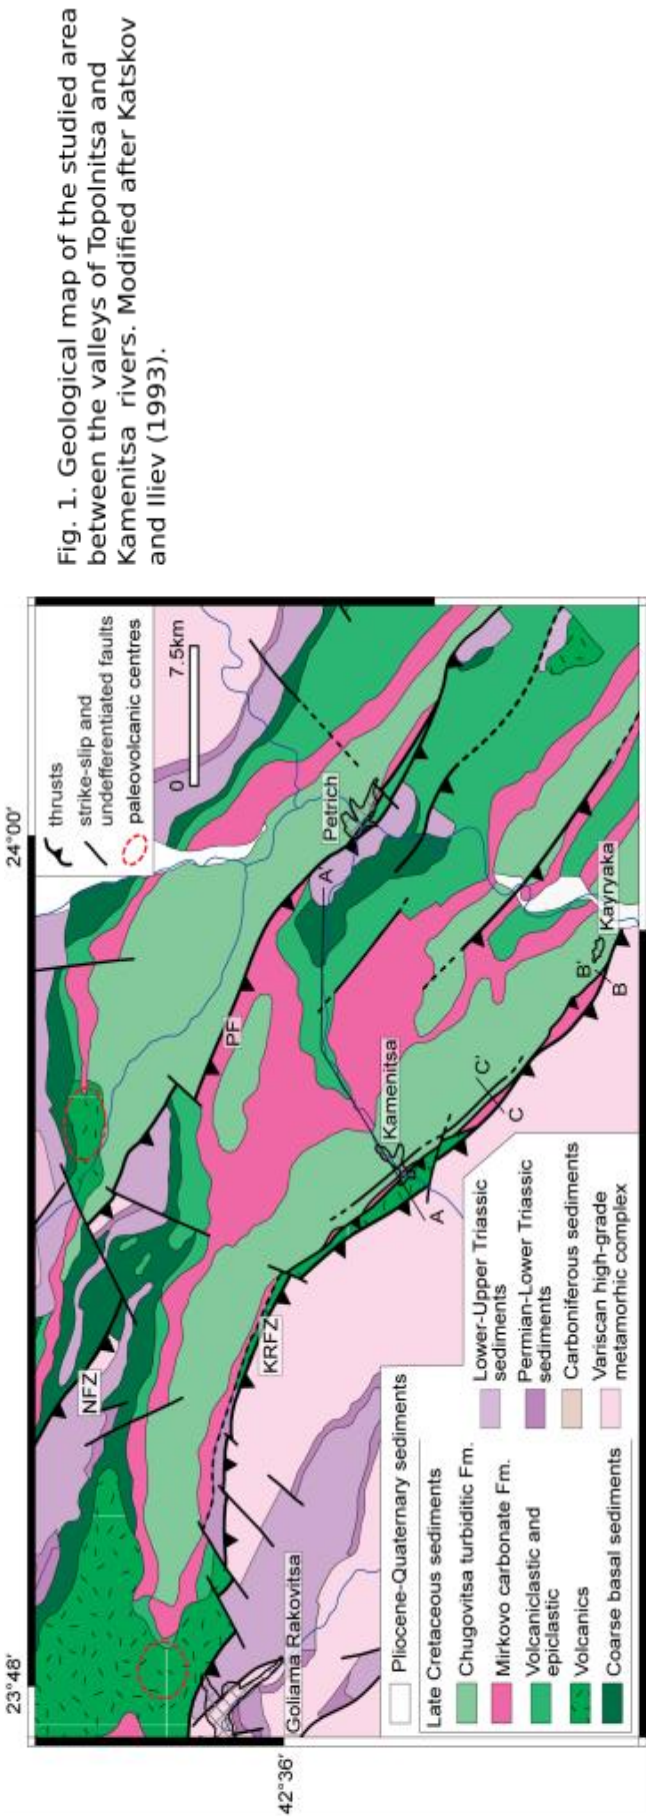 23°48′
24°00′
42°36′
thrusts
strike-slip and
undefferentiated faults
paleovolcanic centres
0
7.5km
NFZ
PF
KRFZ
Petrich
Kamenitsa
Kayryaka
Goliama Rakovitsa
A
A
B'
B
C'
C
Pliocene-Quaternary sediments
Late Cretaceous sediments
Chugovitsa turbiditic Fm.
Mirkovo carbonate Fm.
Volcaniclastic and
epiclastic
Volcanics
Coarse basal sediments
Lower-Upper Triassic
sediments
Permian-Lower Triassic
sediments
Carboniferous sediments
Variscan high-grade
metamorhic complex
Fig. 1. Geological map of the studied area
between the valleys of Topolnitsa and
Kamenitsa rivers. Modified after Katskov
and Iliev (1993).